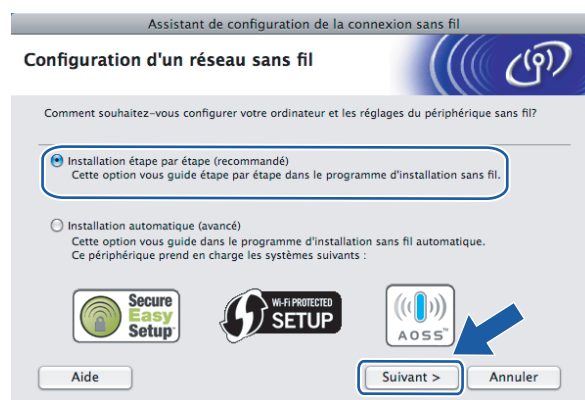 Assistant de configuration de la connexion sans fil
Configuration d'un réseau sans fil
Comment souhaitez-vous configurer votre ordinateur et les réglages du périphérique sans fil?
Installation étape par étape (recommandé)
Cette option vous guide étape par étape dans le programme d'installation sans fil.
Installation automatique (avancé)
Cette option vous guide dans le programme d'installation sans fil automatique.
Ce périphérique prend en charge les systèmes suivants :
Secure
Easy
Setup
Wi-Fi PROTECTED
SETUP
AOSS™
Aide
Suivant >
Annuler